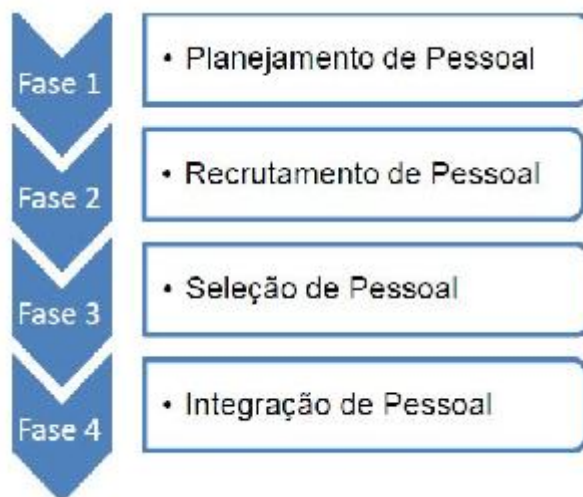 Fase 1
• Planejamento de Pessoal
Fase 2
• Recrutamento de Pessoal
Fase 3
• Seleção de Pessoal
Fase 4
• Integração de Pessoal